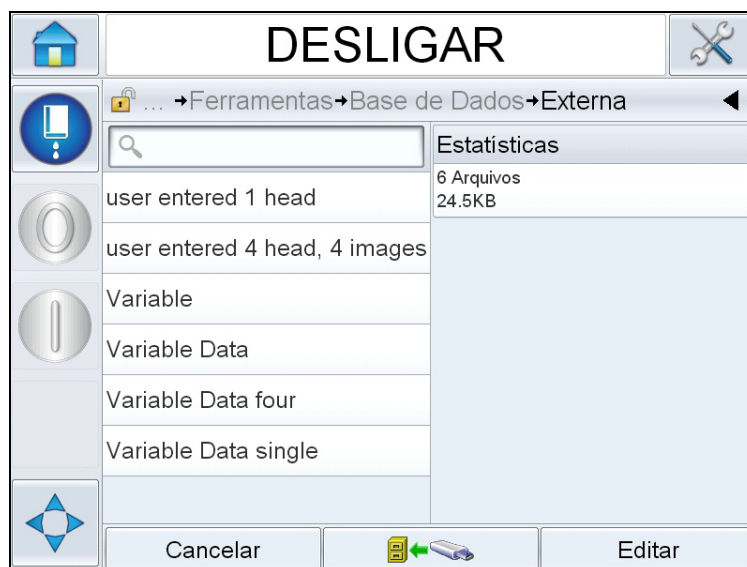 DESLIGAR
... →Ferramentas→Base de Dados→Externa
Estatísticas
6 Arquivos
24.5KB
user entered 1 head
user entered 4 head, 4 images
Variable
Variable Data
Variable Data four
Variable Data single
Cancelar
Editar